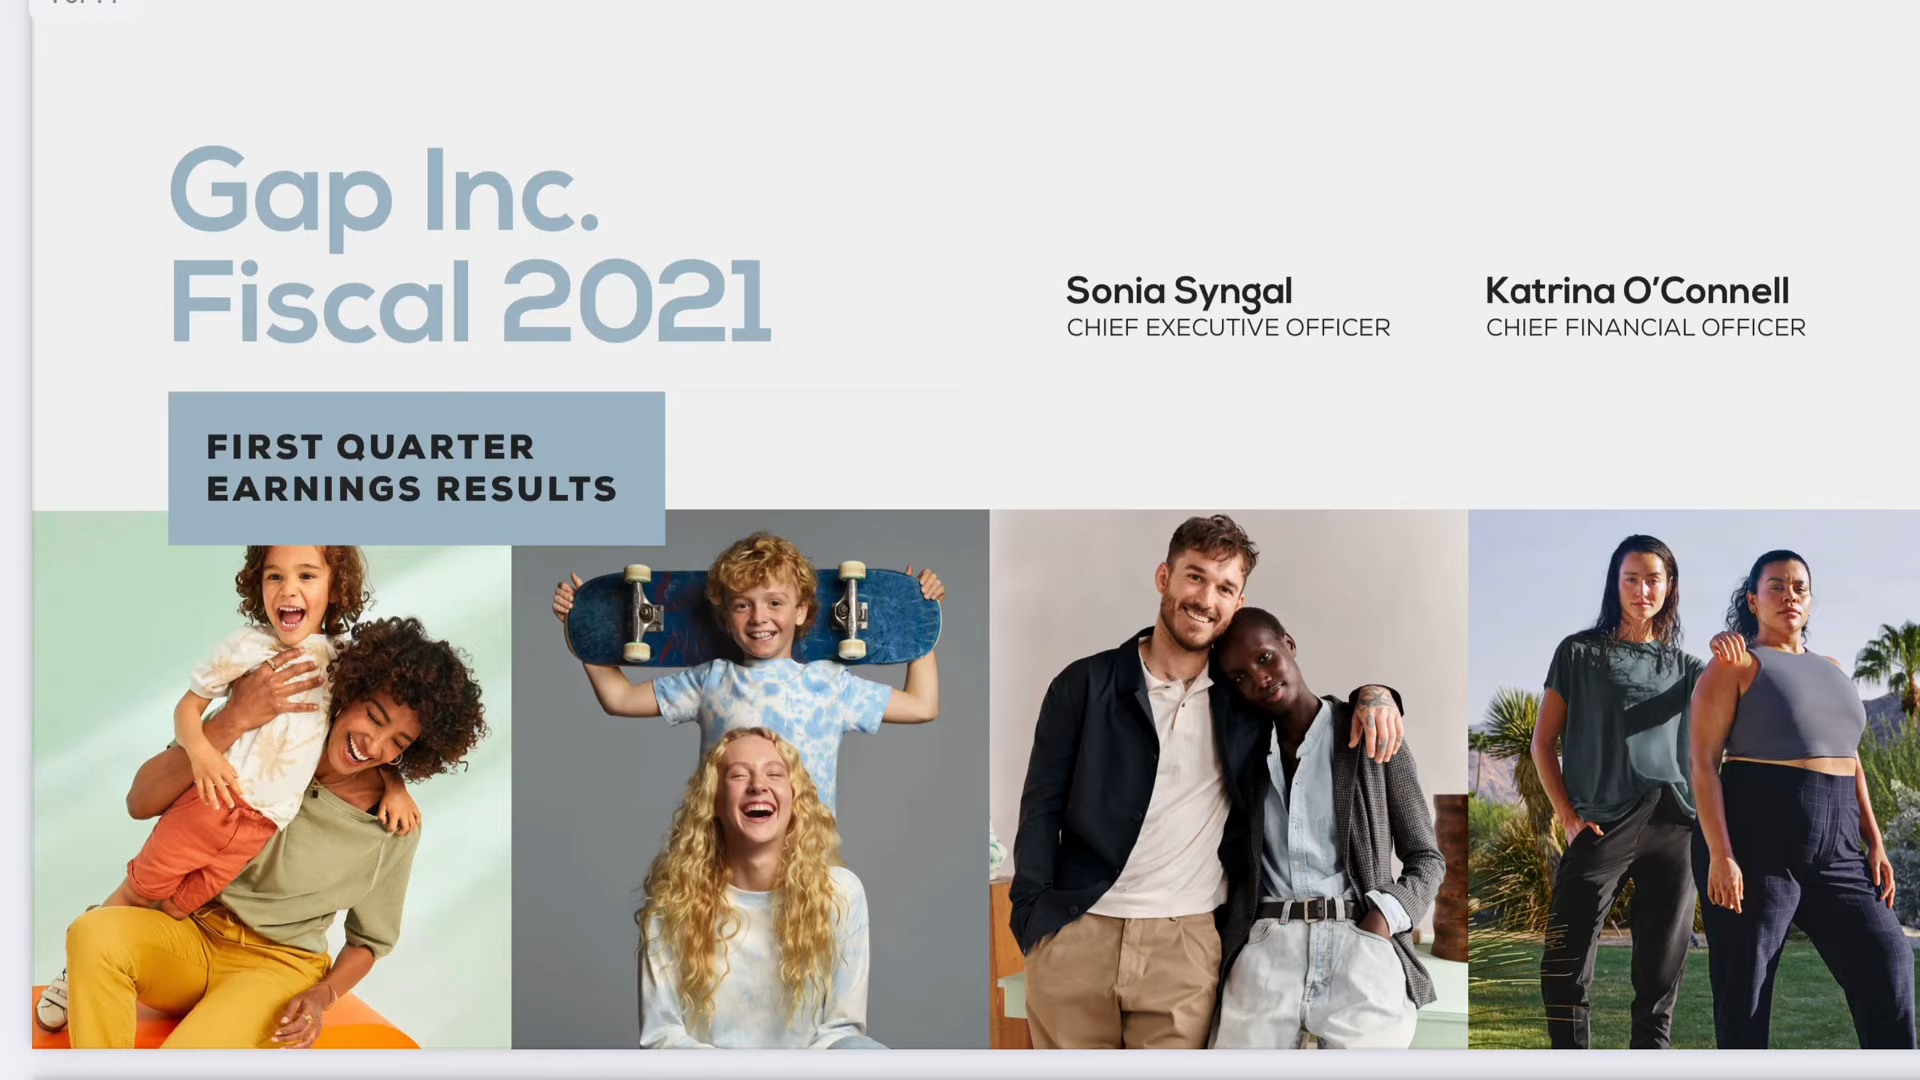 Gap Inc.
Fiscal 2021
Sonia Syngal
CHIEF EXECUTIVE OFFICER
Katrina O'Connell
CHIEF FINANCIAL OFFICER
FIRST QUARTER
EARNINGS RESULTS